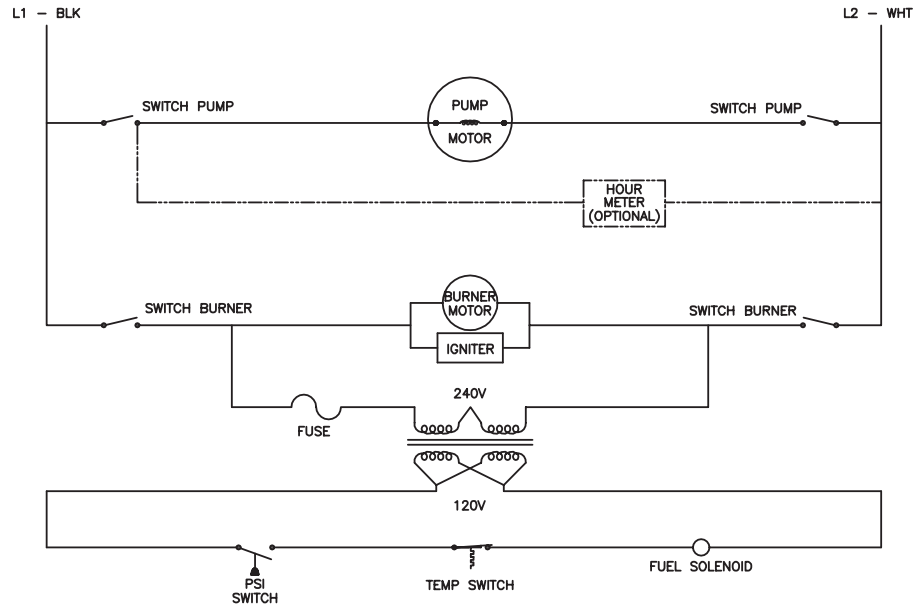 L1 - BLK
L2 - WHT
SWITCH PUMP
PUMP
MOTOR
SWITCH PUMP
HOUR
METER
(OPTIONAL)
SWITCH BURNER
BURNER
MOTOR
SWITCH BURNER
IGNITER
240V
FUSE
120V
PSI
SWITCH
TEMP SWITCH
FUEL SOLENOID